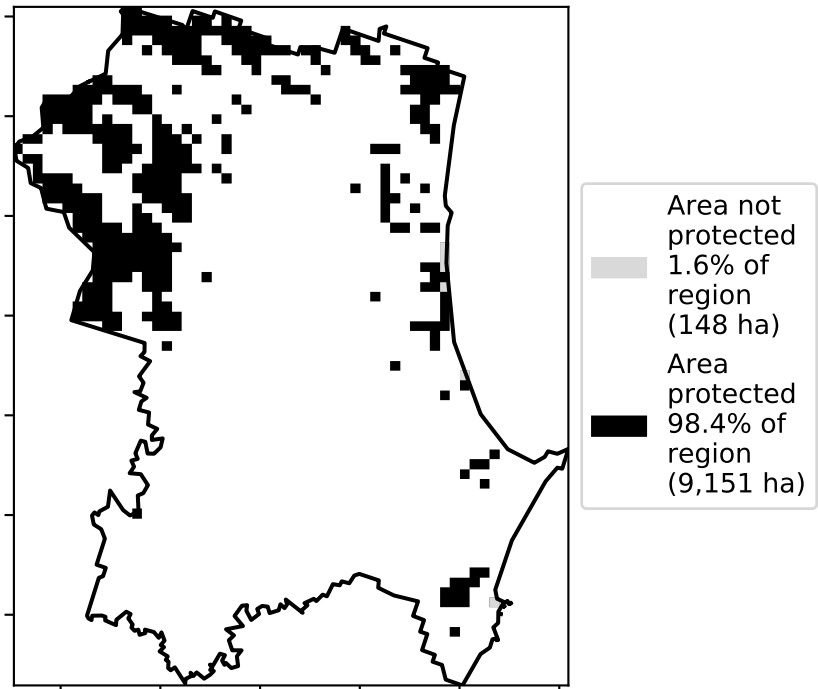 Area not
protected
1.6% of
region
(148 ha)
Area
protected
98.4% of
region
(9,151 ha)